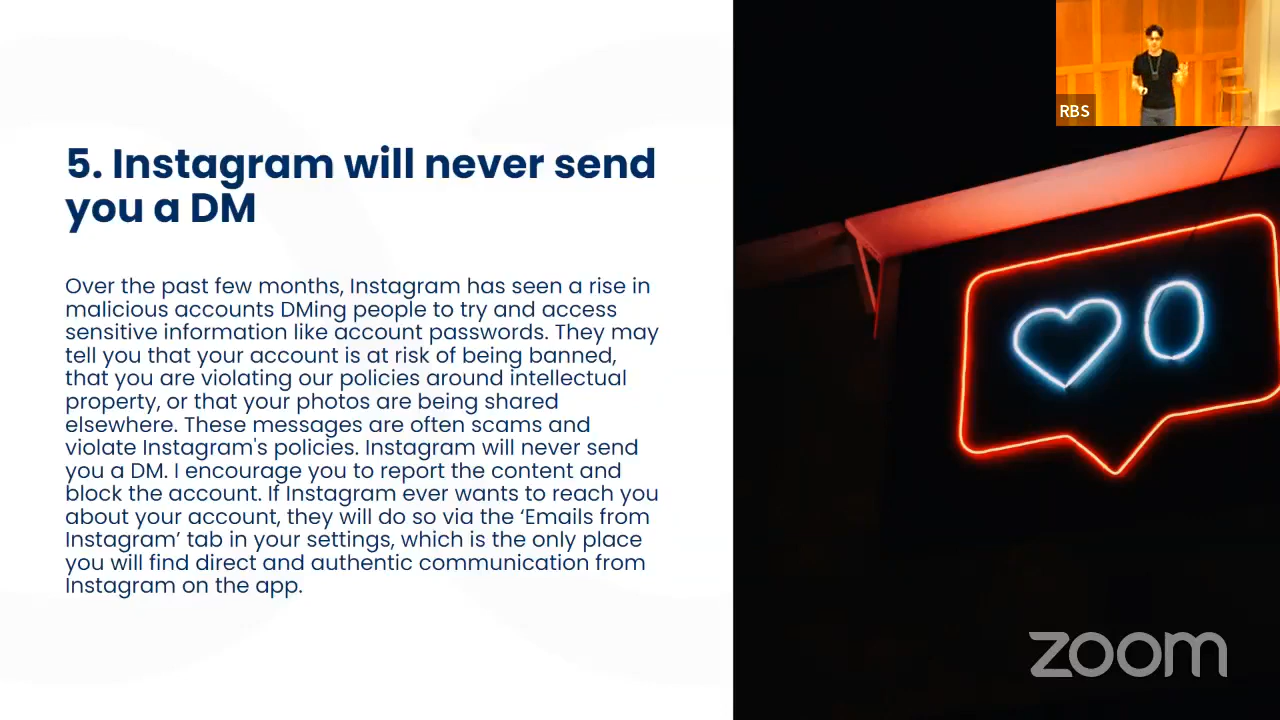 5. Instagram will never send
you a DM
Over the past few months, Instagram has seen a rise in
malicious accounts DMing people to try and access
sensitive information like account passwords. They may
tell you that your account is at risk of being banned,
that you are violating our policies around intellectual
property, or that your photos are being shared
elsewhere. These messages are often scams and
violate Instagram's policies. Instagram will never send
you a DM. I encourage you to report the content and
block the account. If Instagram ever wants to reach you
about your account, they will do so via the ‘Emails from
Instagram’ tab in your settings, which is the only place
you will find direct and authentic communication from
Instagram on the app.
RBS
0
zoom